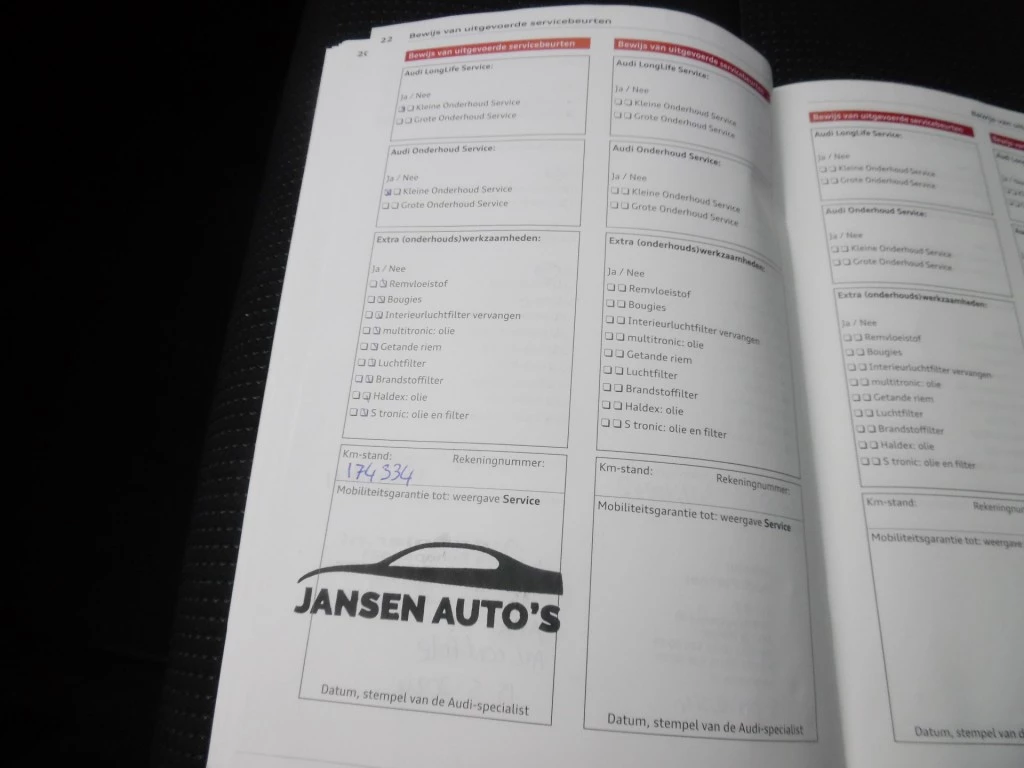 21
22 Bewijs van uitgevoerde servicebeurten
Bewijs van uitgevoerde servicebeurten
Audi LongLife Service:
Ja / Nee
Kleine Onderhoud Service
Grote Onderhoud Service
Audi Onderhoud Service:
Ja / Nee
Kleine Onderhoud Service
Grote Onderhoud Service
Extra (onderhouds)werkzaamheden:
Ja / Nee
Remvloeistof
Bougies
Interieurluchtfilter vervangen
multitronic: olie
Getande riem
Luchtfilter
Brandstoffilter
Haldex: olie
S tronic: olie en filter
Km-stand: Rekeningnummer:
174 334
Mobiliteitsgarantie tot: weergave Service
JANSEN AUTO'S
Datum, stempel van de Audi-specialist
Bewijs van uitgevoerde servicebeurten
Audi LongLife Service:
Ja / Nee
Kleine Onderhoud Service
Grote Onderhoud Service
Audi Onderhoud Service:
Ja / Nee
Kleine Onderhoud Service
Grote Onderhoud Service
Extra (onderhouds)werkzaamheden:
Ja / Nee
Remvloeistof
Bougies
Interieurluchtfilter vervangen
multitronic: olie
Getande riem
Luchtfilter
Brandstoffilter
Haldex: olie
S tronic: olie en filter
Km-stand: Rekeningnummer:
Mobiliteitsgarantie tot: weergave Service
Datum, stempel van de Audi-specialist
Bewijs van
Bewijs van uitgevoerde servicebeurten
Audi LongLife Service:
Ja / Nee
Kleine Onderhoud Service
Grote Onderhoud Service
Audi Onderhoud Service:
Ja / Nee
Kleine Onderhoud Service
Grote Onderhoud Service
Extra (onderhouds)werkzaamheden:
Ja / Nee
Remvloeistof
Bougies
Interieurluchtfilter vervangen
multitronic: olie
Getande riem
Luchtfilter
Brandstoffilter
Haldex: olie
S tronic: olie en filter
Km-stand: Rekeningnu
Mobiliteitsgarantie tot: weergave
Datum, stempel van de